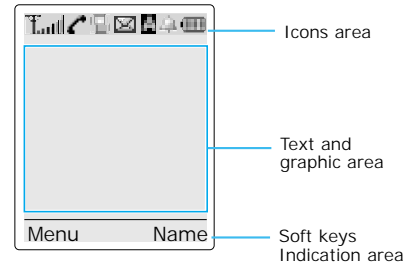 Icons area
Text and
graphic area
Menu Name
Soft keys
Indication area